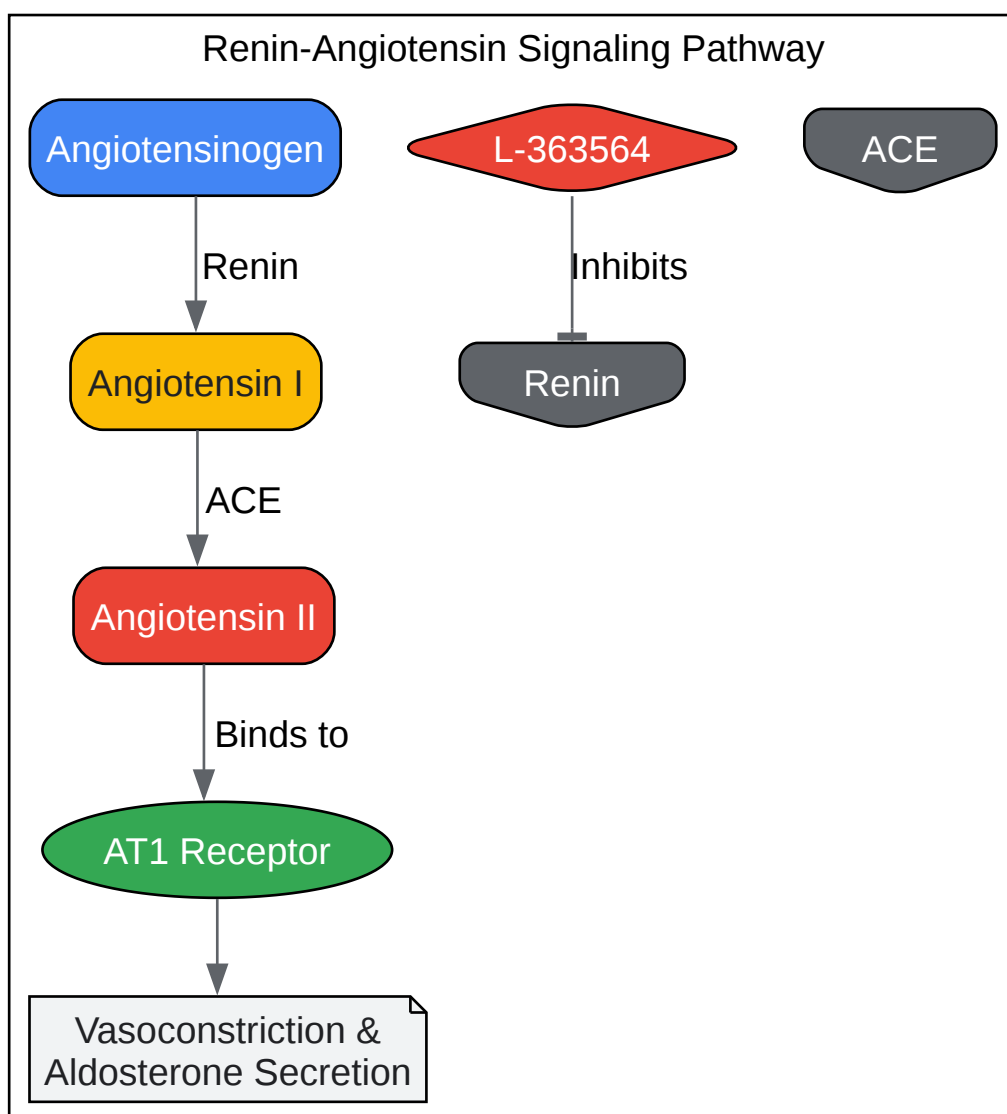 Renin-Angiotensin Signaling Pathway
Angiotensinogen
L-363564
ACE
Renin
Inhibits
Angiotensin I
Renin
ACE
Angiotensin II
Binds to
AT1 Receptor
Vasoconstriction &
Aldosterone Secretion